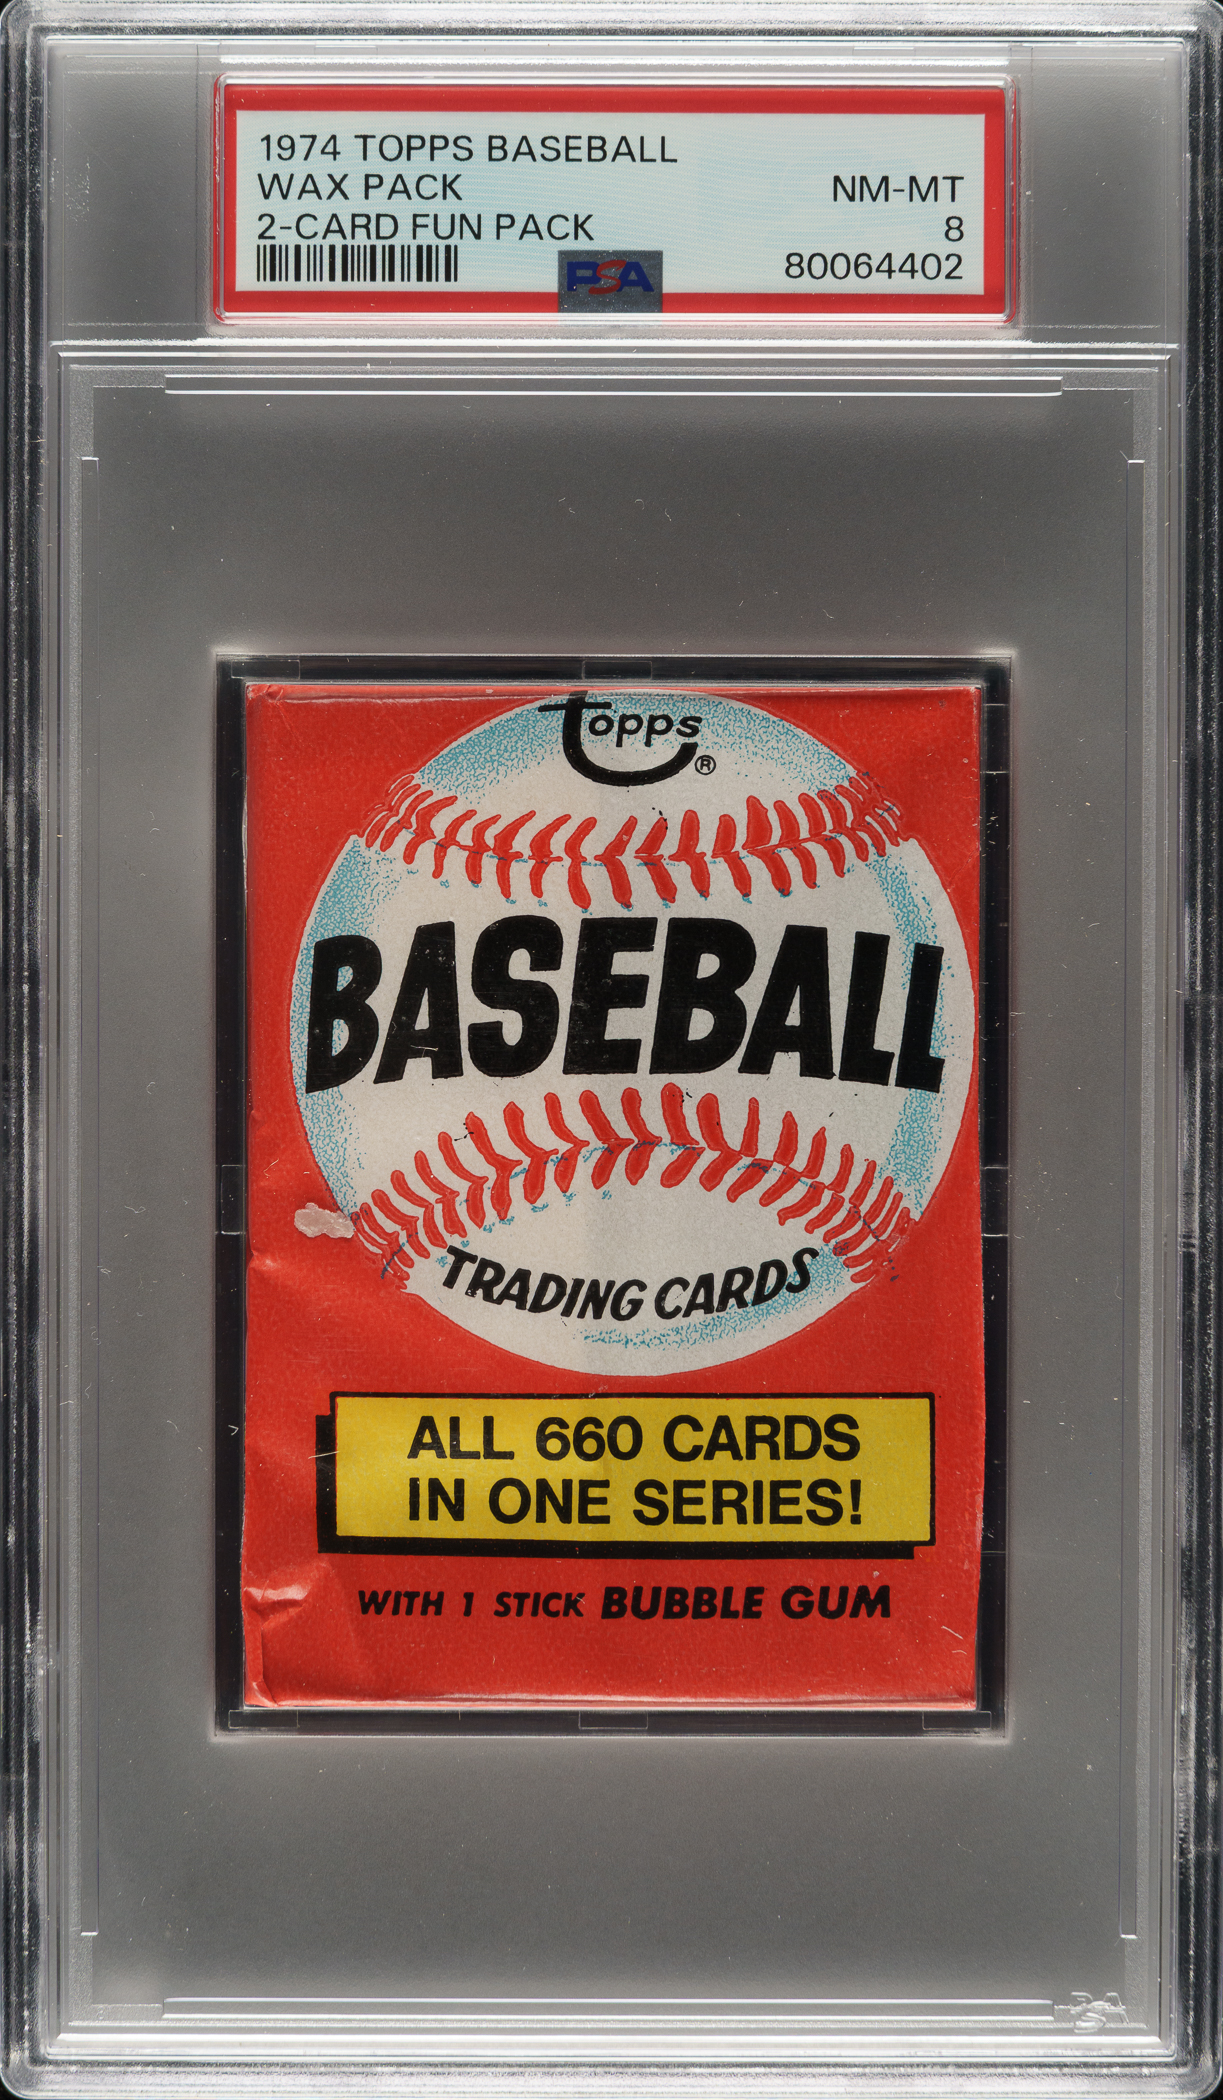 1974 TOPPS BASEBALL
WAX PACK
NM-MT
2-CARD FUN PACK
8
80064402
PSA
Topps®
BASEBALL
TRADING CARDS
ALL 660 CARDS
IN ONE SERIES!
WITH 1 STICK BUBBLE GUM
PSA